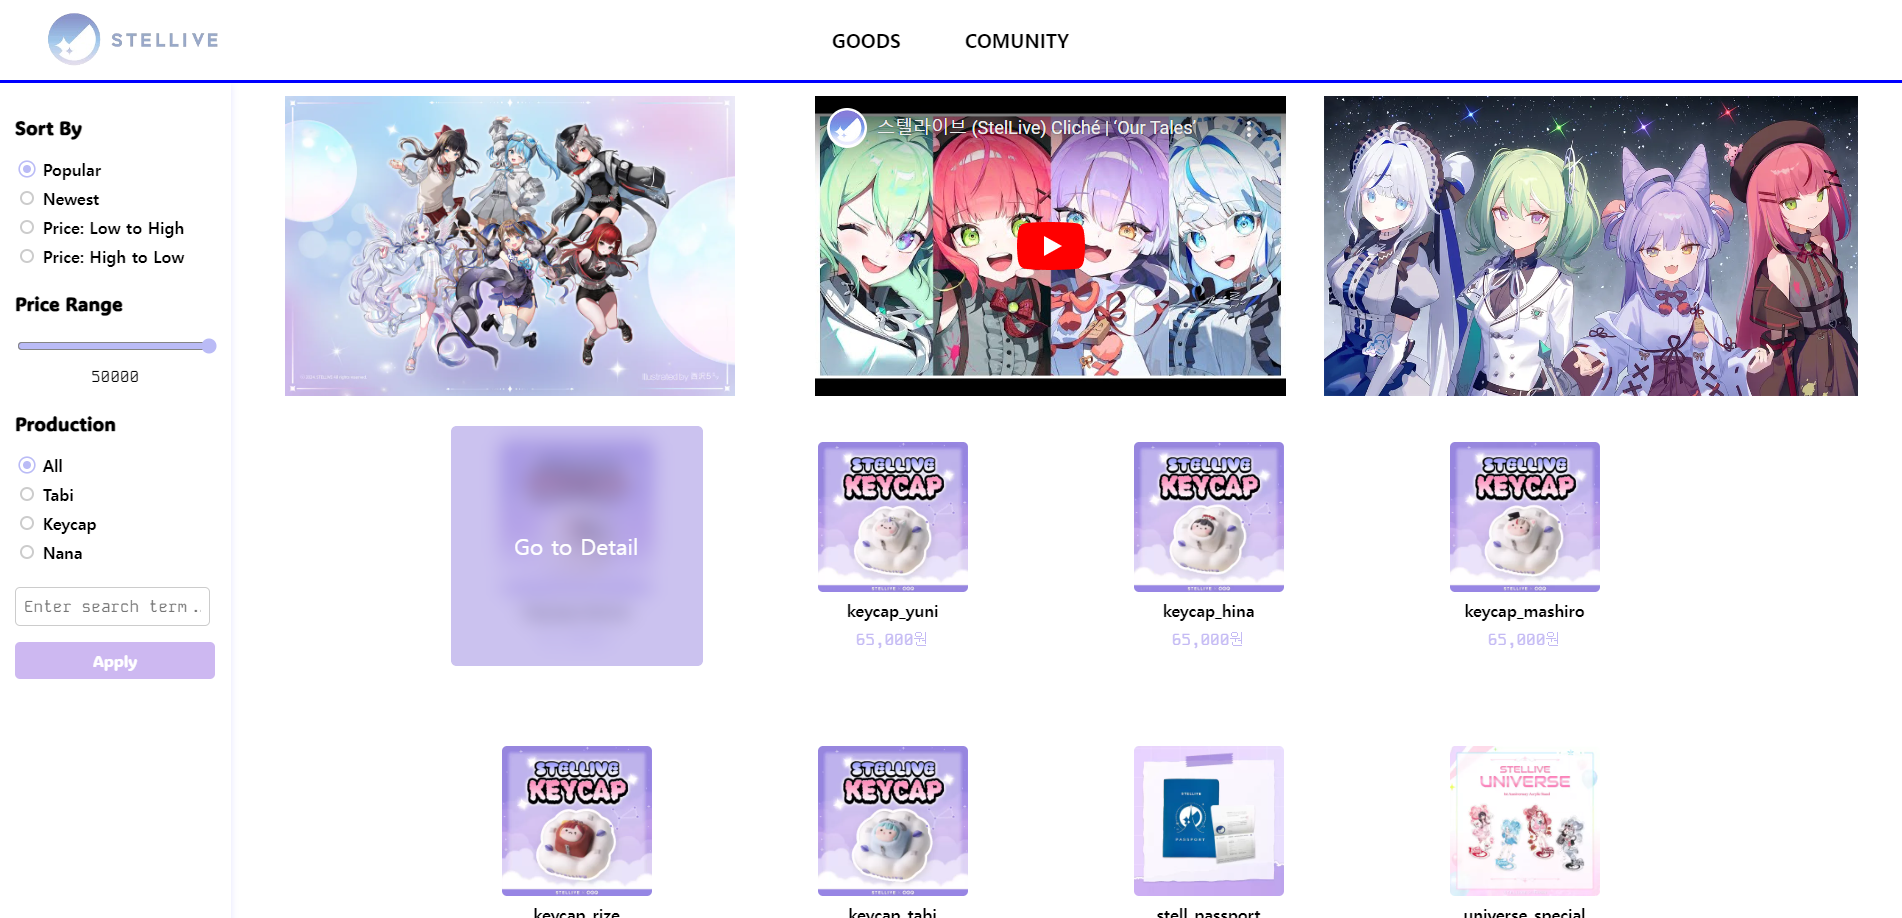 STELLIVE
GOODS
COMUNITY
Sort By
Popular
Newest
Price: Low to High
Price: High to Low
Price Range
50000
Production
All
Tabi
Keycap
Nana
Enter search term..
Apply
스텔라이브 (StelLive) Cliché | ‘Our Tales’
Go to Detail
STELLIVE
KEYCAP
keycap_yuni
65,000원
STELLIVE
KEYCAP
keycap_hina
65,000원
STELLIVE
KEYCAP
keycap_mashiro
65,000원
STELLIVE
KEYCAP
keycap_rize
STELLIVE
KEYCAP
keycap_tabi
STELLIVE
PASSPORT
stell_passport
STELLIVE
UNIVERSE
universe_special